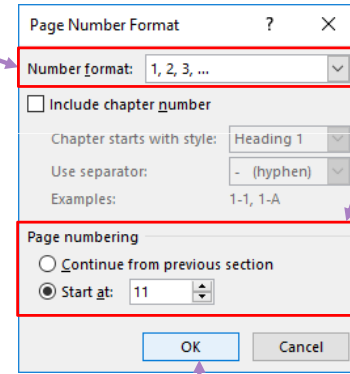 Page Number Format ? ×
Number format: 1, 2, 3, ...
Include chapter number
Chapter starts with style: Heading 1
Use separator: - (hyphen)
Examples: 1-1, 1-A
Page numbering
Continue from previous section
Start at: 11
OK Cancel